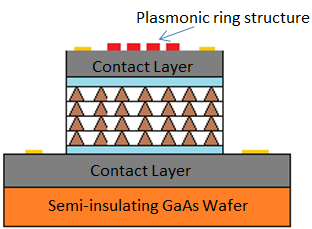 Plasmonic ring structure
Contact Layer
Contact Layer
Semi-insulating GaAs Wafer